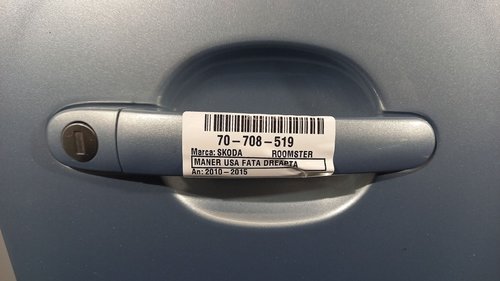 70-708-519
Marca: SKODA ROOMSTER
MANER USA FATA DREAPTA
An: 2010-2015